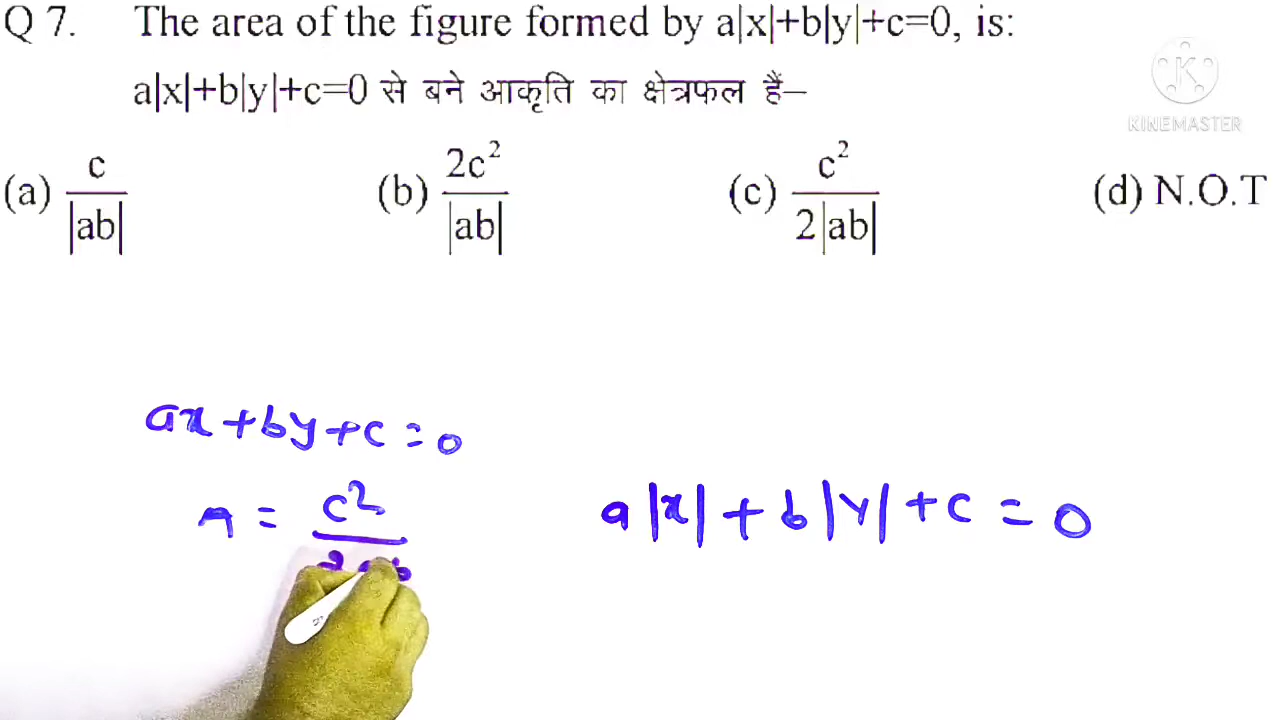 Q 7. The area of the figure formed by a|x|+b|y|+c=0, is:
a|x|+b|y|+c=0 से बने आकृति का क्षेत्रफल हैं–
(a) c/|ab| (b) 2c²/|ab| (c) c²/2|ab| (d) N.O.T
KINEMASTER
ax+by+c=0
A = c²/2ab
a|x|+b|y|+c=0